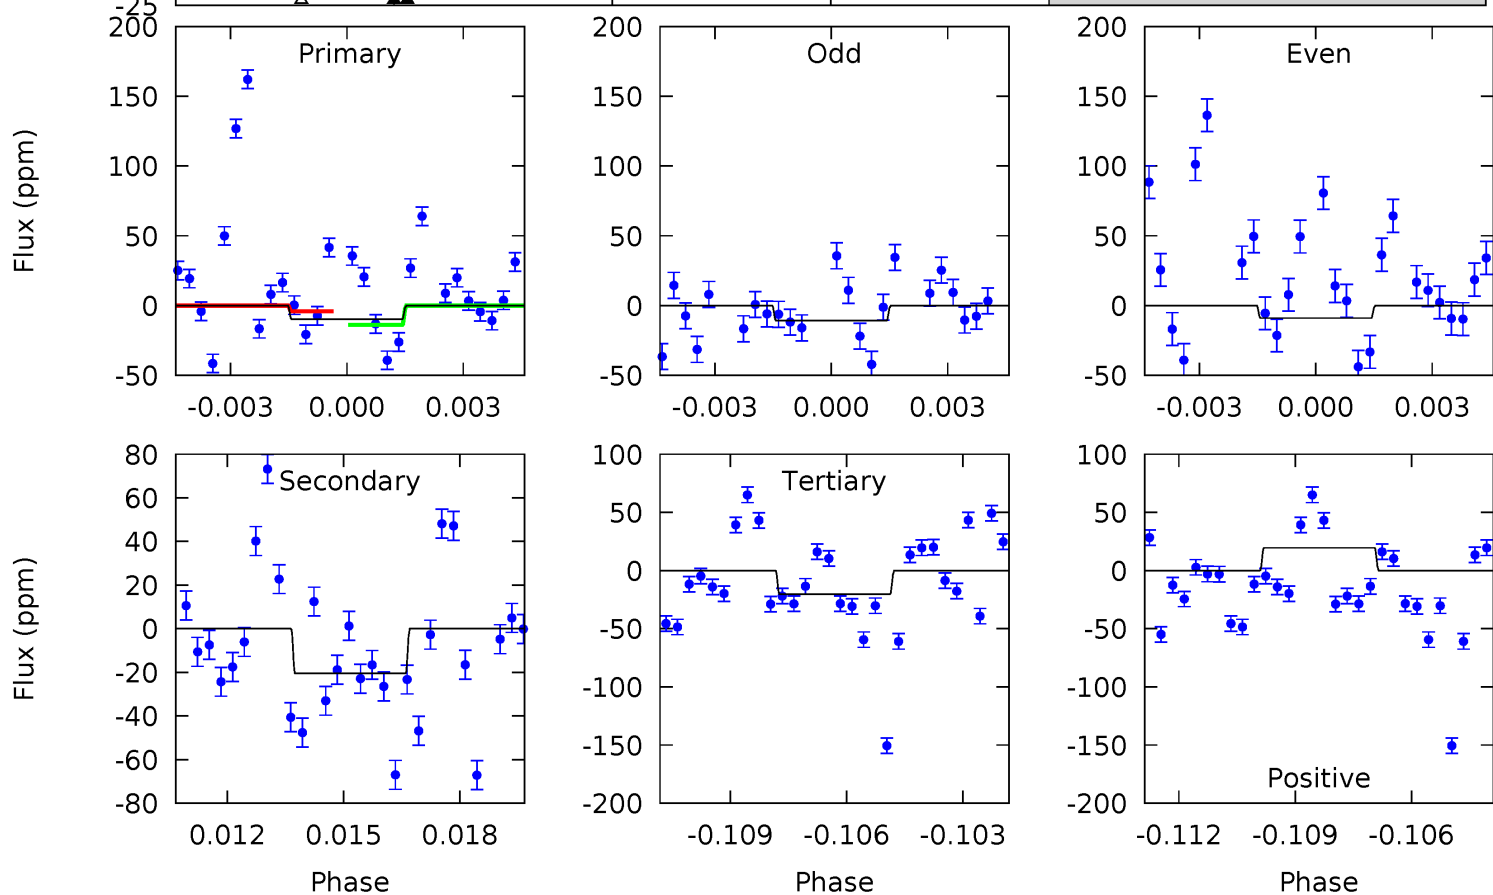 -25
200 150 100 50 0 -50 Primary -0.003 0.000 0.003
200 150 100 50 0 -50 Odd -0.003 0.000 0.003
200 150 100 50 0 -50 Even -0.003 0.000 0.003
Flux (ppm)
80 60 40 20 0 -20 -40 -60 -80 Secondary 0.012 0.015 0.018
100 50 0 -50 -100 -150 -200 Tertiary -0.109 -0.106 -0.103
100 50 0 -50 -100 -150 -200 Positive -0.112 -0.109 -0.106
Flux (ppm)
Phase Phase Phase